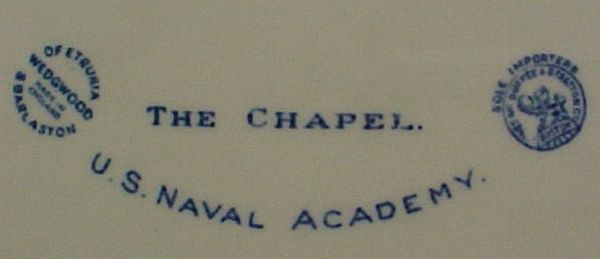 OF ETRURIA
WEDGWOOD
MADE IN
ENGLAND
& BARLASTON
THE CHAPEL.
U.S. NAVAL ACADEMY.
SOLE IMPORTERS